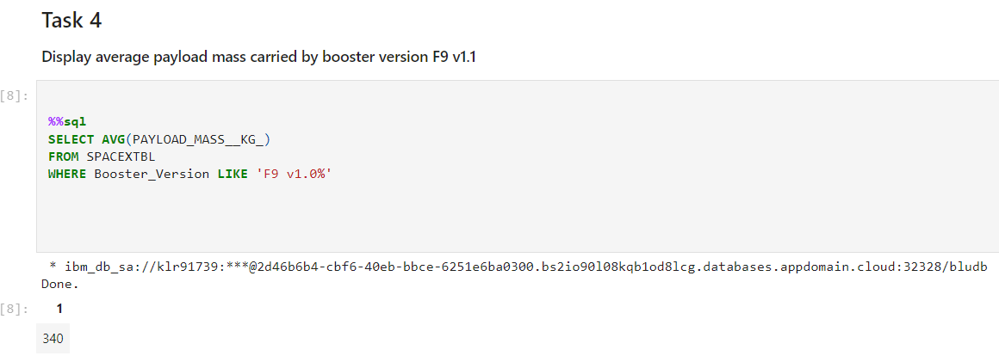 Task 4
Display average payload mass carried by booster version F9 v1.1
[8]:
%%sql
SELECT AVG(PAYLOAD_MASS__KG_)
FROM SPACEXTBL
WHERE Booster_Version LIKE 'F9 v1.0%'
* ibm_db_sa://klr91739:***@2d46b6b4-cbf6-40eb-bbce-6251e6ba0300.bs2io90l08kqb1od8lcg.databases.appdomain.cloud:32328/bludb
Done.
[8]: 1
340